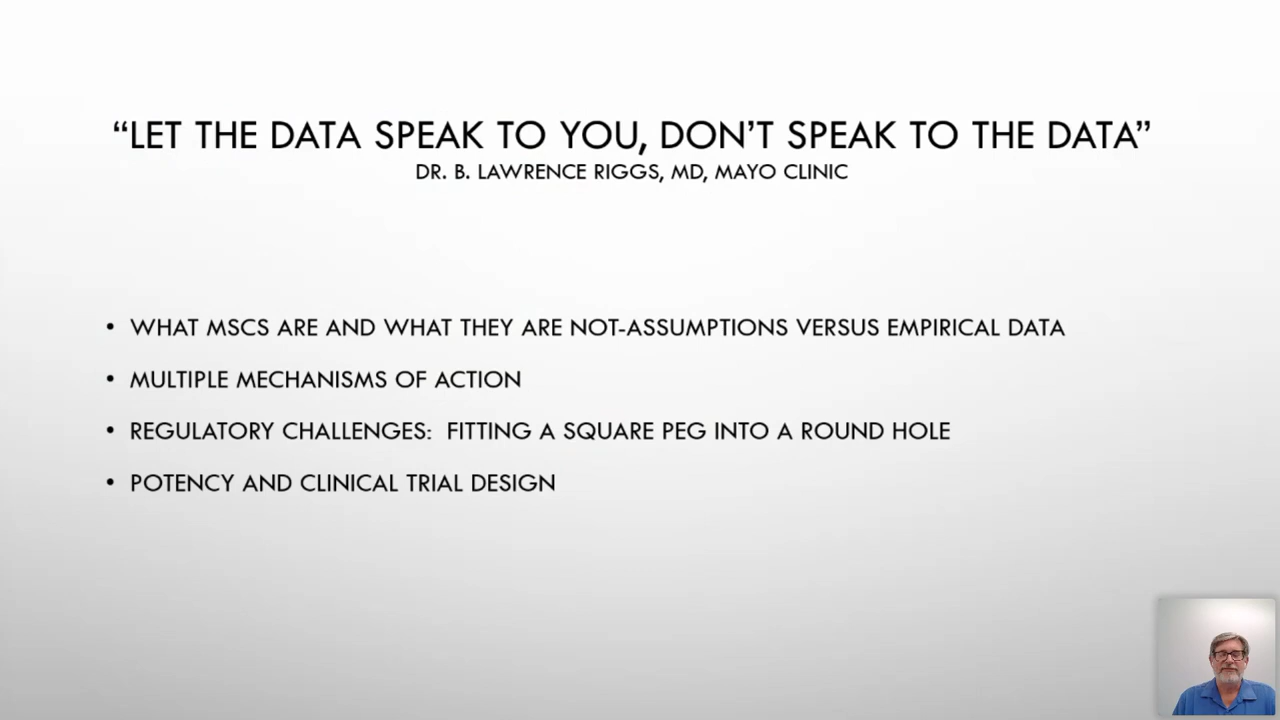 “LET THE DATA SPEAK TO YOU, DON’T SPEAK TO THE DATA”
DR. B. LAWRENCE RIGGS, MD, MAYO CLINIC
• WHAT MSCS ARE AND WHAT THEY ARE NOT-ASSUMPTIONS VERSUS EMPIRICAL DATA
• MULTIPLE MECHANISMS OF ACTION
• REGULATORY CHALLENGES:  FITTING A SQUARE PEG INTO A ROUND HOLE
• POTENCY AND CLINICAL TRIAL DESIGN